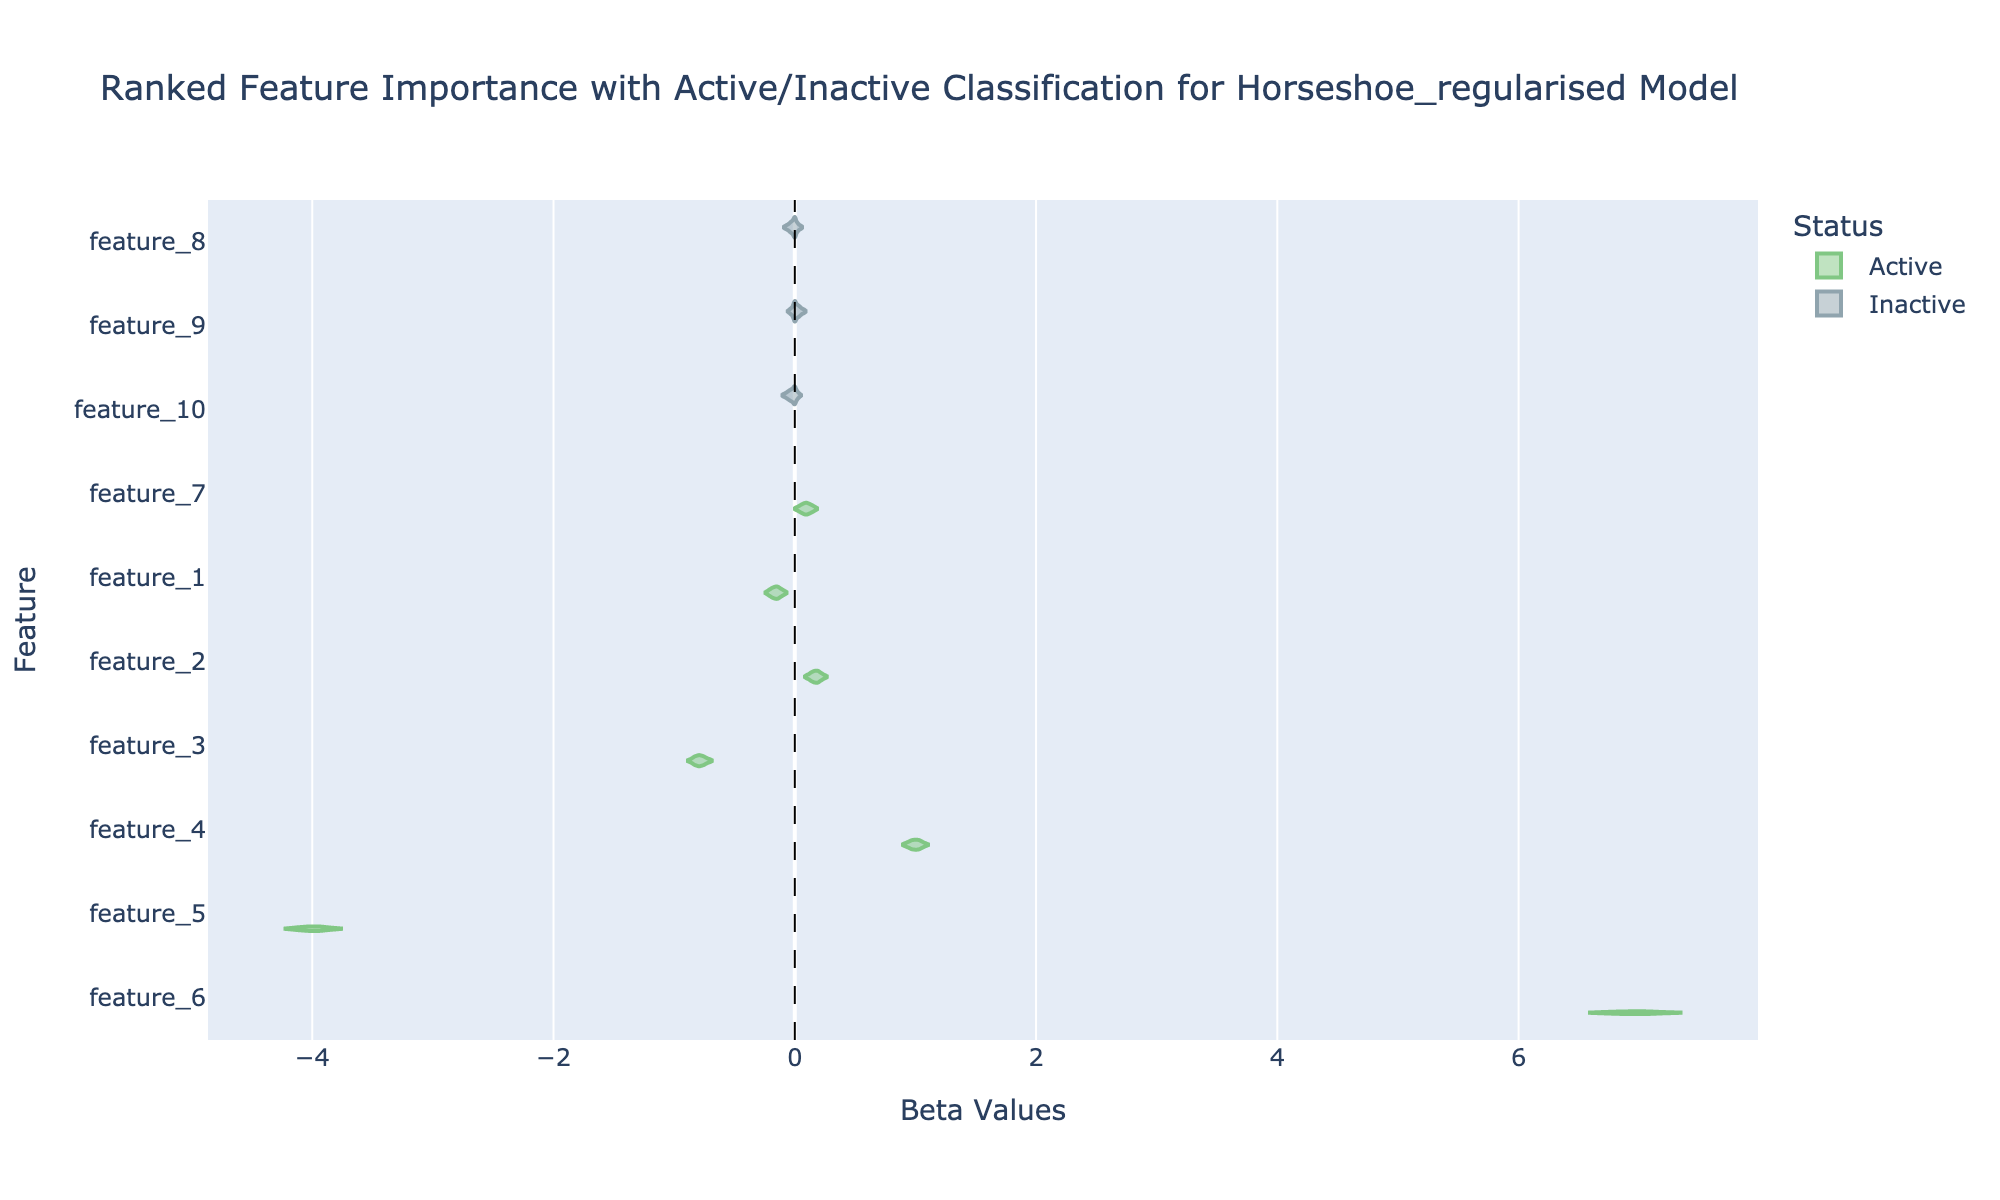 Ranked Feature Importance with Active/Inactive Classification for Horseshoe_regularised Model
Status
Active
Inactive
Feature
feature_8
feature_9
feature_10
feature_7
feature_1
feature_2
feature_3
feature_4
feature_5
feature_6
−4 −2 0 2 4 6
Beta Values